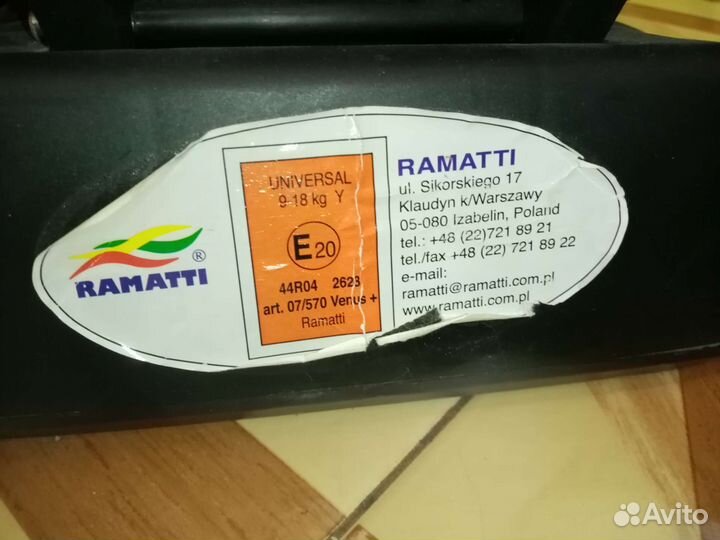 RAMATTI ®
UNIVERSAL
9-18 kg Y
E 20
44R04 2623
art. 07/570 Venus +
Ramatti
RAMATTI
ul. Sikorskiego 17
Klaudyn k/Warszawy
05-080 Izabelin, Poland
tel.: +48 (22)721 89 21
tel./fax +48 (22) 721 89 22
e-mail:
ramatti@ramatti.com.pl
www.ramatti.com.pl
Avito